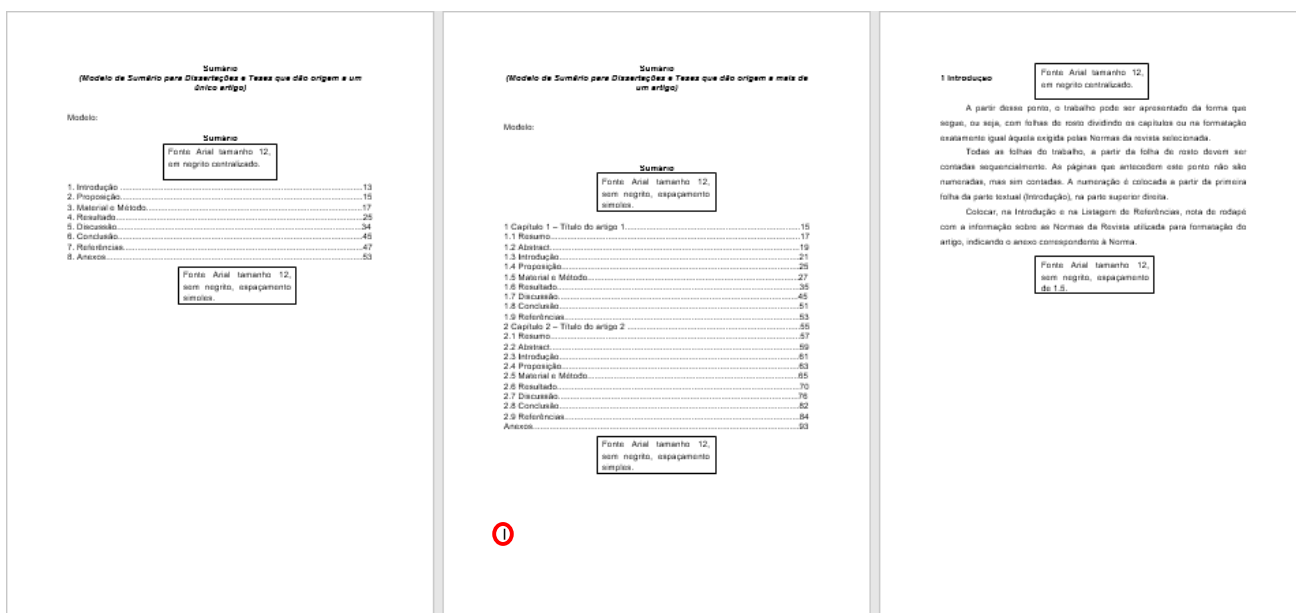 Sumário
(Modelo de Sumário para Dissertações e Teses que dão origem a um
único artigo)
Modelo:
Sumário
Fonte Arial tamanho 12,
em negrito centralizado.
1. Introdução ....................................................................................................13
2. Proposição....................................................................................................15
3. Material e Método..........................................................................................17
4. Resultado......................................................................................................25
5. Discussão......................................................................................................34
6. Conclusão.....................................................................................................45
7. Referências...................................................................................................47
8. Anexos..........................................................................................................53
Fonte Arial tamanho 12,
sem negrito, espaçamento
simples.
Sumário
(Modelo de Sumário para Dissertações e Teses que dão origem a mais de
um artigo)
Modelo:
Sumário
Fonte Arial tamanho 12,
sem negrito, espaçamento
simples.
1 Capítulo 1 – Título do artigo 1.........................................................................15
1.1 Resumo.......................................................................................................17
1.2 Abstract.......................................................................................................19
1.3 Introdução....................................................................................................21
1.4 Proposição...................................................................................................25
1.5 Material e Método.........................................................................................27
1.6 Resultado.....................................................................................................35
1.7 Discussão.....................................................................................................45
1.8 Conclusão....................................................................................................51
1.9 Referências..................................................................................................53
2 Capítulo 2 – Título do artigo 2 ........................................................................55
2.1 Resumo.......................................................................................................57
2.2 Abstract.......................................................................................................59
2.3 Introdução....................................................................................................61
2.4 Proposição...................................................................................................63
2.5 Material e Método.........................................................................................65
2.6 Resultado.....................................................................................................70
2.7 Discussão.....................................................................................................76
2.8 Conclusão....................................................................................................82
2.9 Referências..................................................................................................84
Anexos.............................................................................................................93
Fonte Arial tamanho 12,
sem negrito, espaçamento
simples.
1 Introdução
Fonte Arial tamanho 12,
em negrito centralizado.
A partir desse ponto, o trabalho pode ser apresentado da forma que
segue, ou seja, com folhas de rosto dividindo os capítulos ou na formatação
exatamente igual àquela exigida pelas Normas da revista selecionada.
Todas as folhas do trabalho, a partir da folha de rosto devem ser
contadas sequencialmente. As páginas que antecedem este ponto não são
numeradas, mas sim contadas. A numeração é colocada a partir da primeira
folha da parte textual (Introdução), na parte superior direita.
Colocar, na Introdução e na Listagem de Referências, nota de rodapé
com a informação sobre as Normas da Revista utilizada para formatação do
artigo, indicando o anexo correspondente à Norma.
Fonte Arial tamanho 12,
sem negrito, espaçamento
de 1.5.